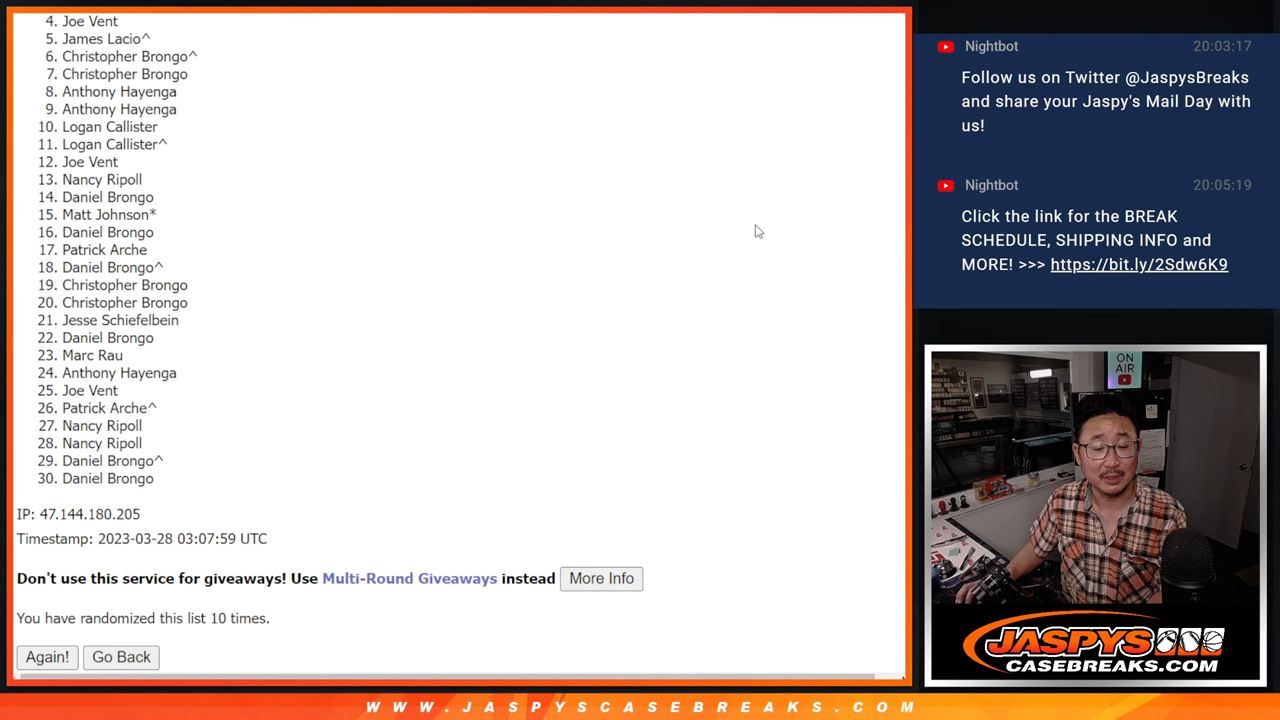 4. Joe Vent
5. James Lacio^
6. Christopher Brongo^
7. Christopher Brongo
8. Anthony Hayenga
9. Anthony Hayenga
10. Logan Callister
11. Logan Callister^
12. Joe Vent
13. Nancy Ripoll
14. Daniel Brongo
15. Matt Johnson*
16. Daniel Brongo
17. Patrick Arche
18. Daniel Brongo^
19. Christopher Brongo
20. Christopher Brongo
21. Jesse Schiefelbein
22. Daniel Brongo
23. Marc Rau
24. Anthony Hayenga
25. Joe Vent
26. Patrick Arche^
27. Nancy Ripoll
28. Nancy Ripoll
29. Daniel Brongo^
30. Daniel Brongo
IP: 47.144.180.205
Timestamp: 2023-03-28 03:07:59 UTC
Don't use this service for giveaways! Use Multi-Round Giveaways instead More Info
You have randomized this list 10 times.
Again! Go Back
Nightbot 20:03:17
Follow us on Twitter @JaspysBreaks
and share your Jaspy's Mail Day with
us!
Nightbot 20:05:19
Click the link for the BREAK
SCHEDULE, SHIPPING INFO and
MORE! >>> https://bit.ly/2Sdw6K9
ON
AIR
JASPYS
CASEBREAKS.COM
WWW.JASPYSCASEBREAKS.COM